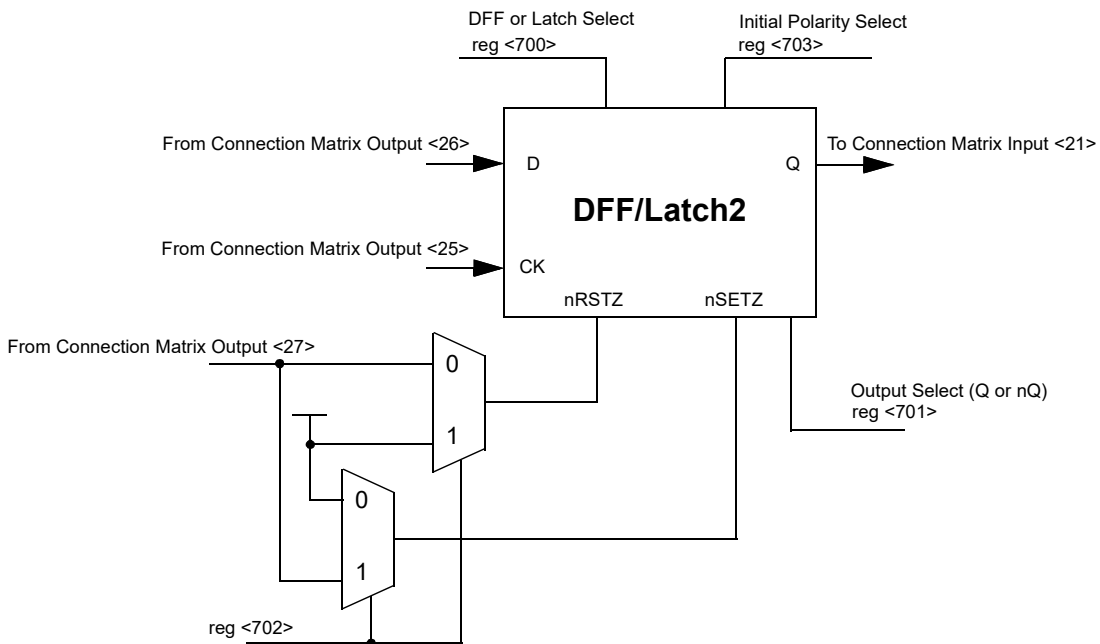 DFF or Latch Select
reg <700>
Initial Polarity Select
reg <703>
From Connection Matrix Output <26>
D
Q
To Connection Matrix Input <21>
DFF/Latch2
From Connection Matrix Output <25>
CK
nRSTZ
nSETZ
From Connection Matrix Output <27>
0
1
Output Select (Q or nQ)
reg <701>
0
1
reg <702>